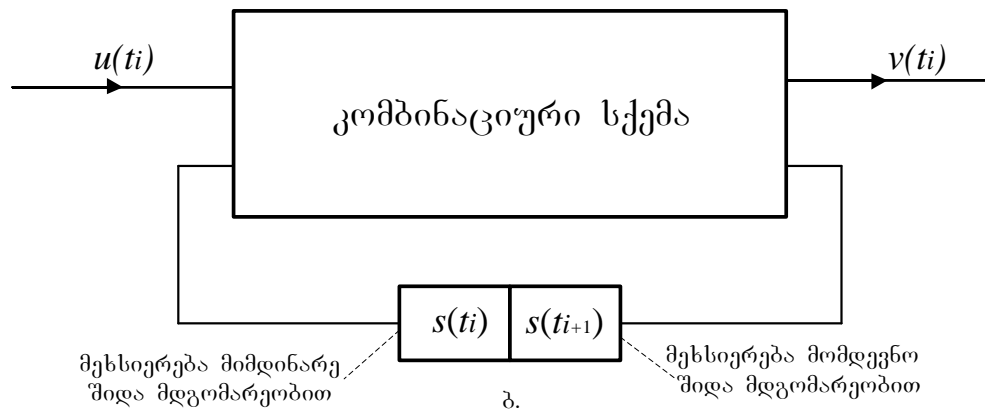 u(ti)
v(ti)
კომბინაციური სქემა
s(ti)
s(ti+1)
მეხსიერება მიმდინარე
შიდა მდგომარეობით
მეხსიერება მომდევნო
შიდა მდგომარეობით
ბ.